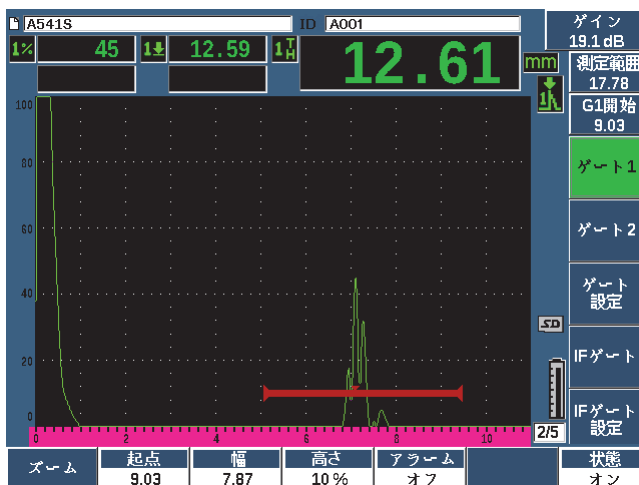 A541S
ID A001
1% 45
1 12.59
1 T H 12.61
mm
ゲイン
19.1 dB
測定範囲
17.78
G1開始
9.03
ゲート1
ゲート2
ゲート
設定
IFゲート
IFゲート
設定
100
80
60
40
20
0
0 2 4 6 8 10
SD
2/5
ズーム
起点
9.03
幅
7.87
高さ
10 %
アラーム
オフ
状態
オン